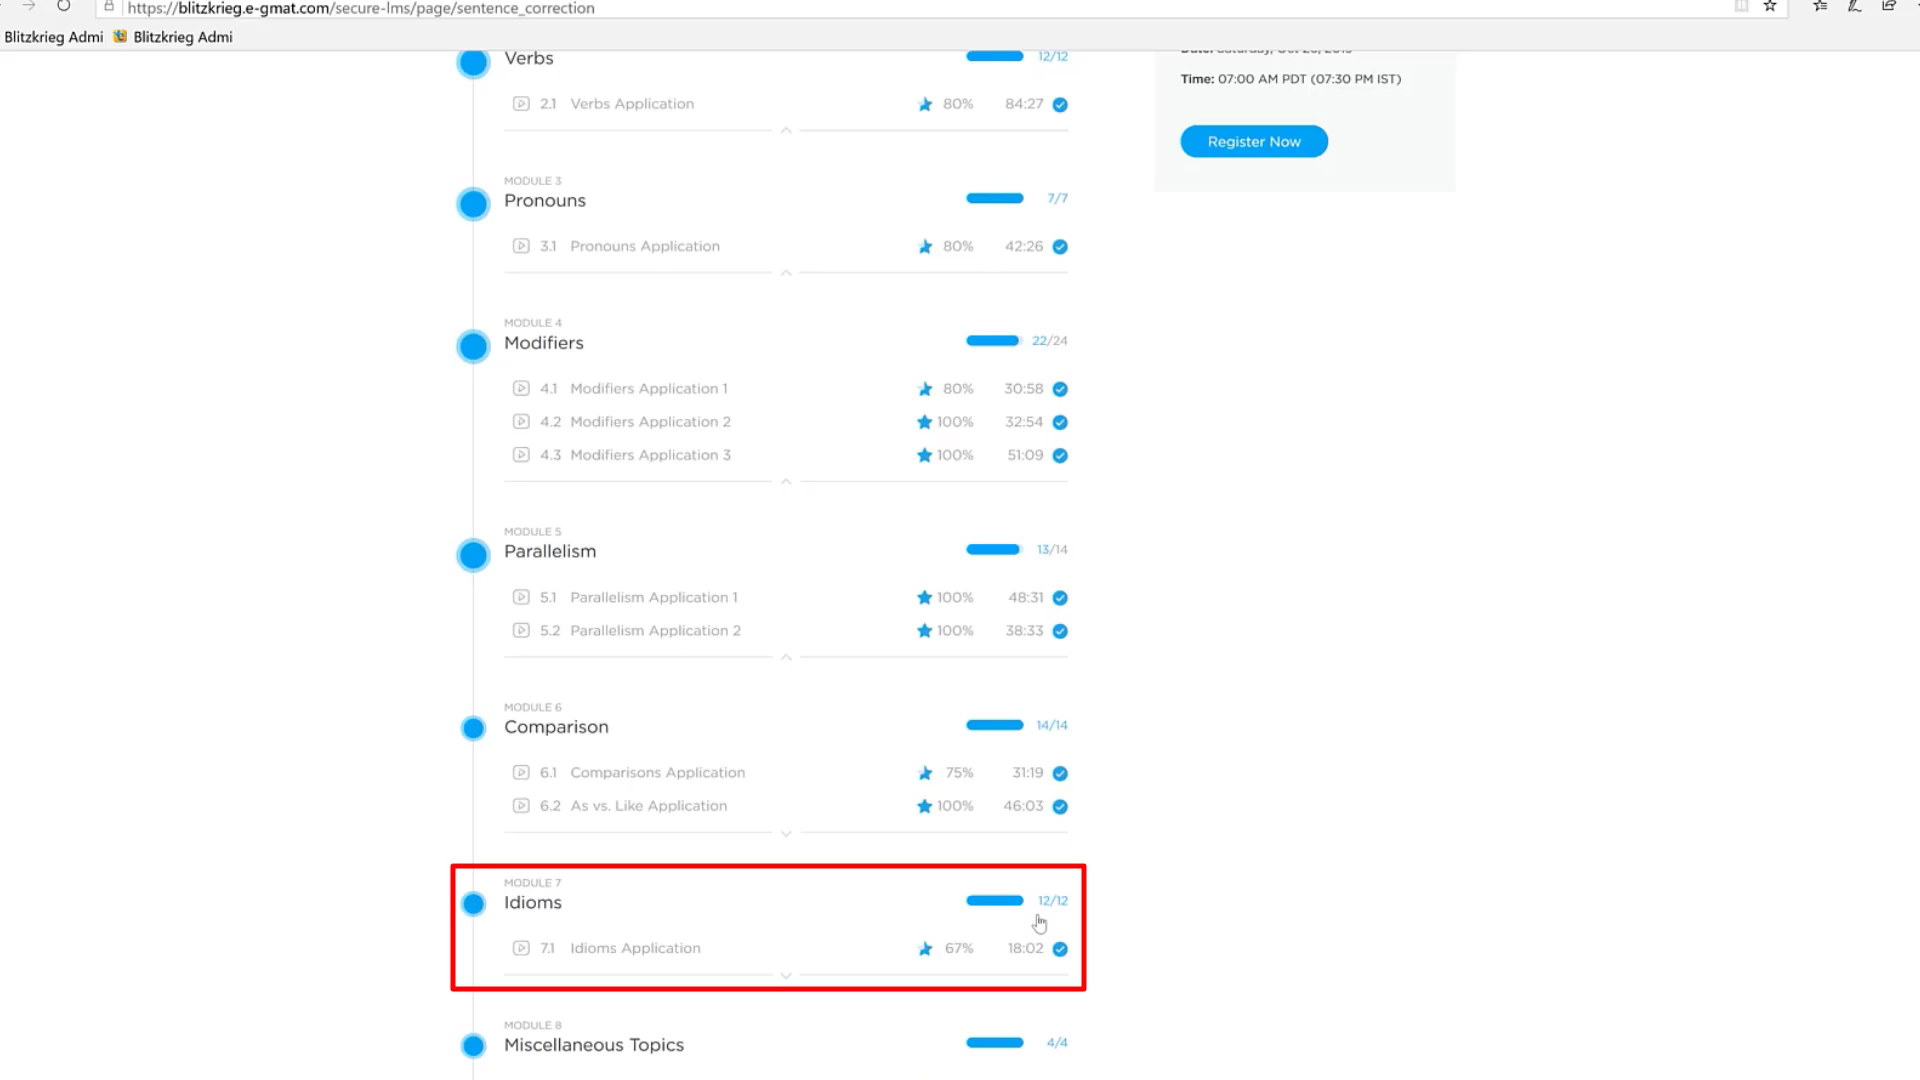 https://blitzkrieg.e-gmat.com/secure-lms/page/sentence_correction
Blitzkrieg Admi Blitzkrieg Admi
Verbs 12/12
2.1 Verbs Application 80% 84:27
MODULE 3
Pronouns 7/7
3.1 Pronouns Application 80% 42:26
MODULE 4
Modifiers 22/24
4.1 Modifiers Application 1 80% 30:58
4.2 Modifiers Application 2 100% 32:54
4.3 Modifiers Application 3 100% 51:09
MODULE 5
Parallelism 13/14
5.1 Parallelism Application 1 100% 48:31
5.2 Parallelism Application 2 100% 38:33
MODULE 6
Comparison 14/14
6.1 Comparisons Application 75% 31:19
6.2 As vs. Like Application 100% 46:03
MODULE 7
Idioms 12/12
7.1 Idioms Application 67% 18:02
MODULE 8
Miscellaneous Topics 4/4
Time: 07:00 AM PDT (07:30 PM IST)
Register Now